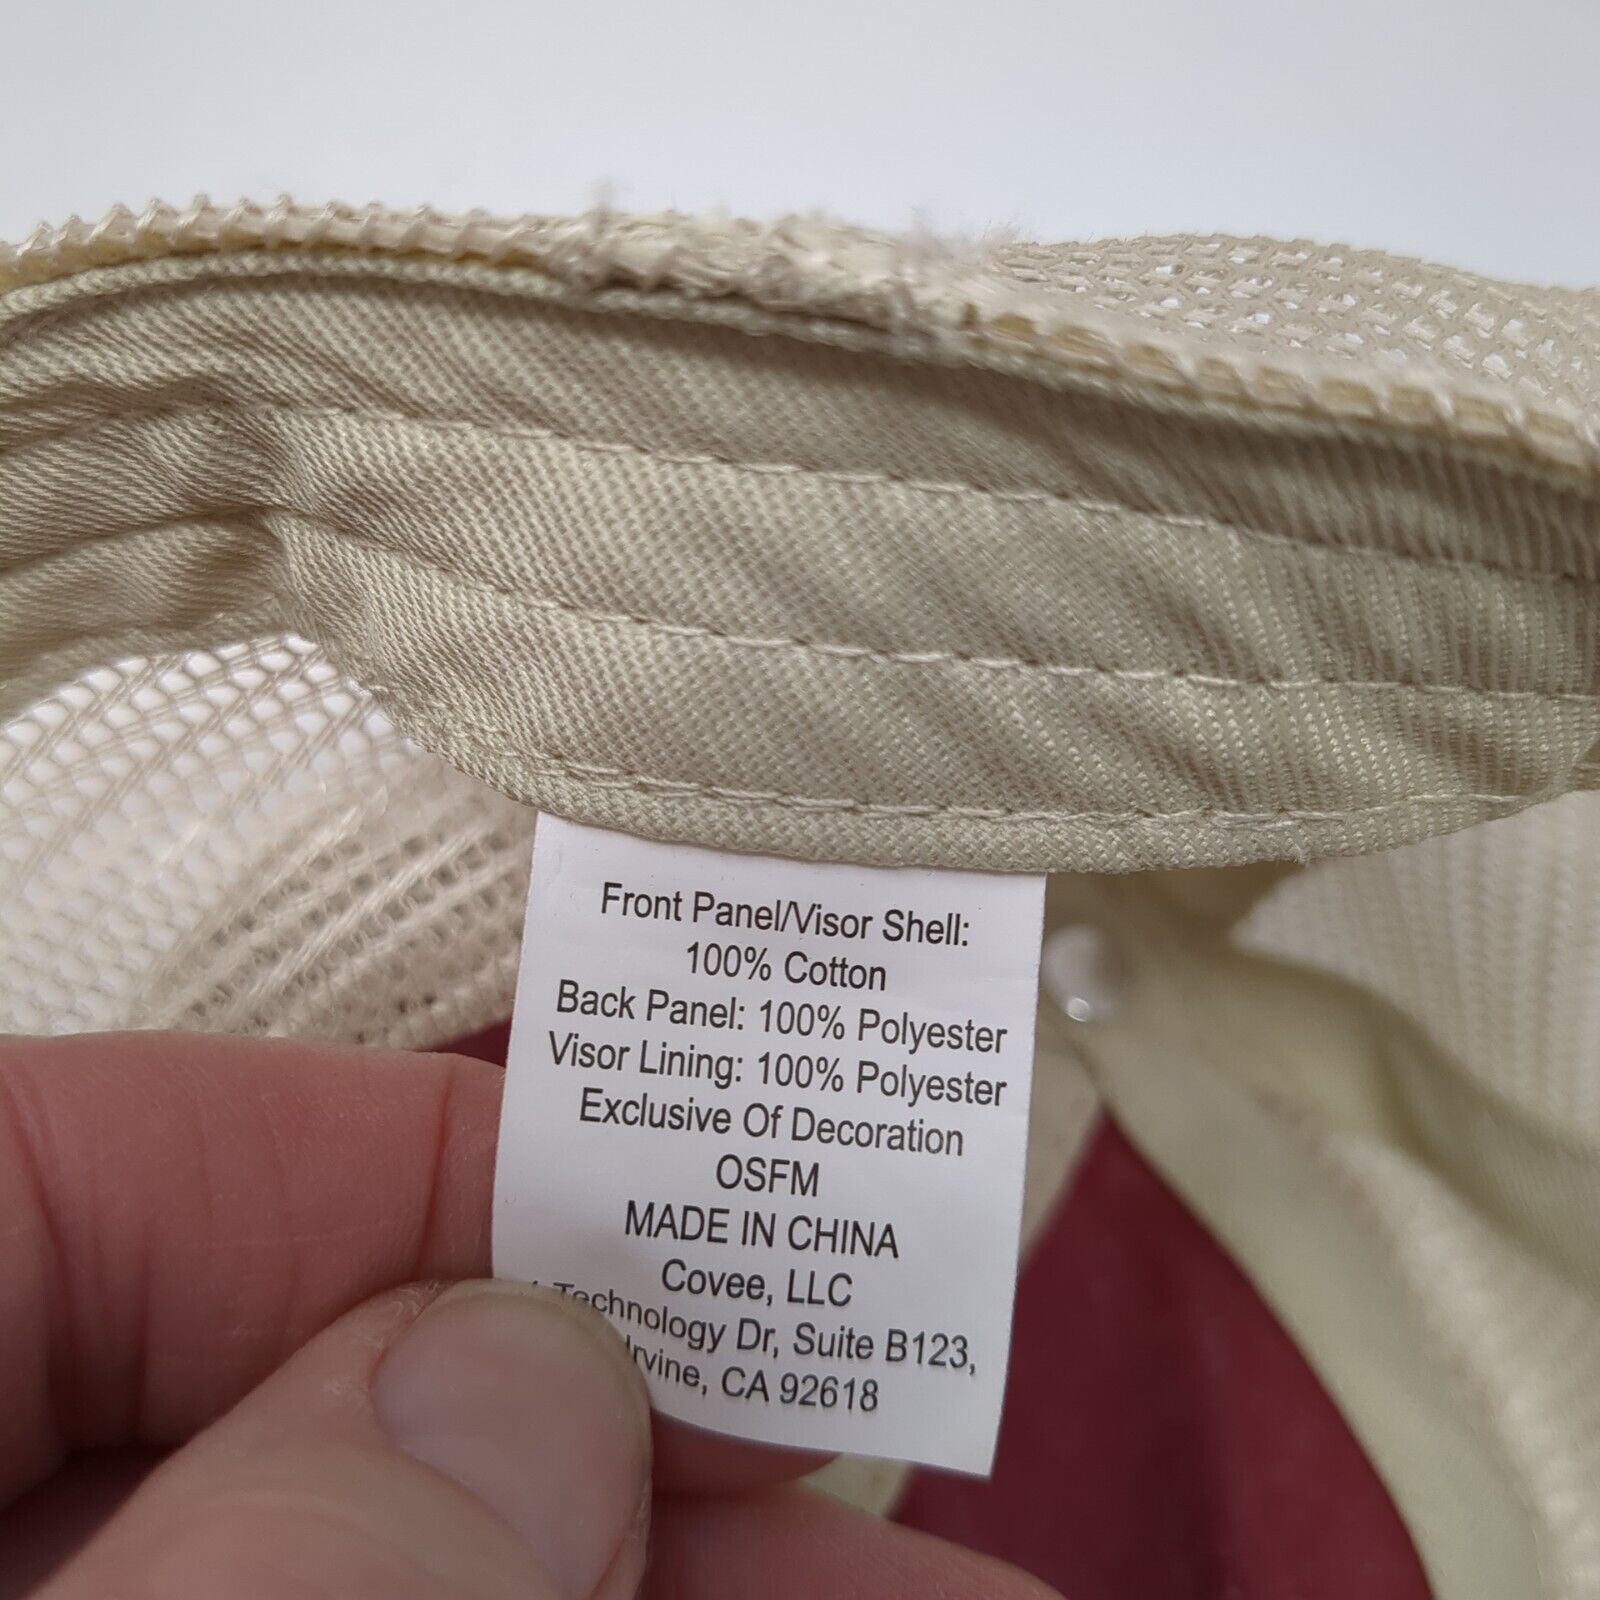 Front Panel/Visor Shell:
100% Cotton
Back Panel: 100% Polyester
Visor Lining: 100% Polyester
Exclusive Of Decoration
OSFM
MADE IN CHINA
Covee, LLC
Technology Dr, Suite B123,
Irvine, CA 92618